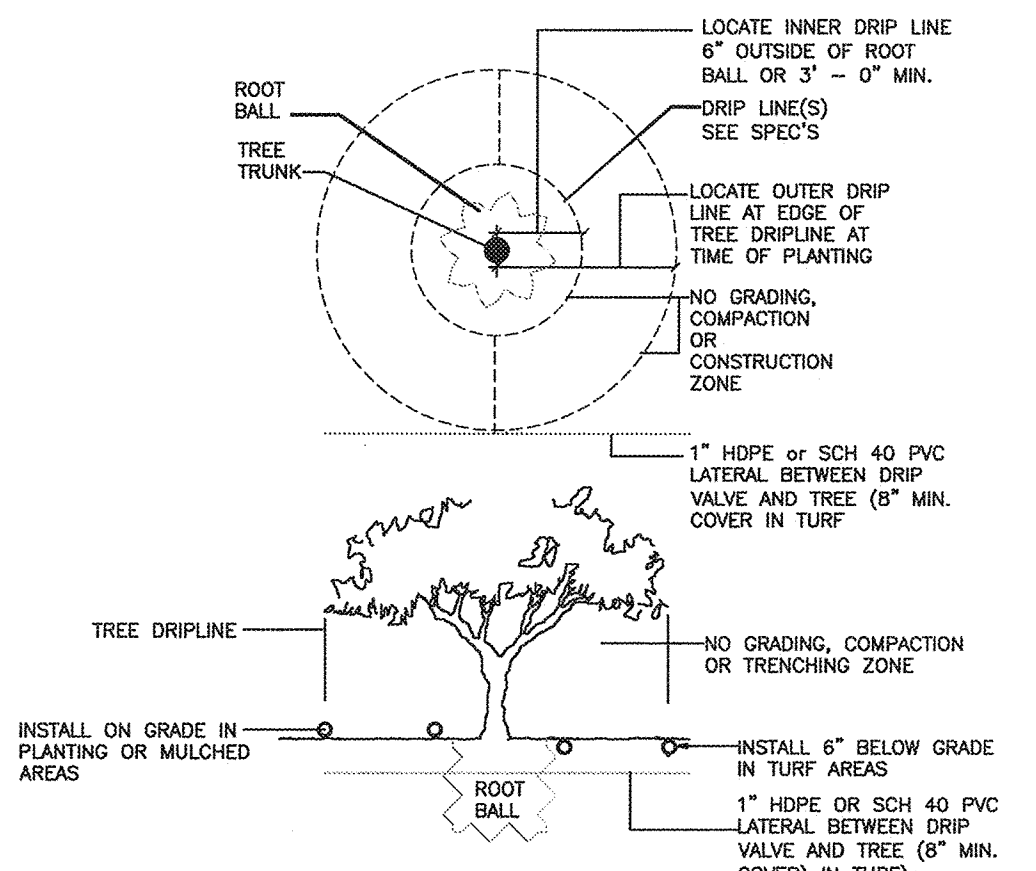 LOCATE INNER DRIP LINE
6" OUTSIDE OF ROOT
BALL OR 3' - 0" MIN.
ROOT
BALL
DRIP LINE(S)
SEE SPEC'S
TREE
TRUNK
LOCATE OUTER DRIP
LINE AT EDGE OF
TREE DRIPLINE AT
TIME OF PLANTING
NO GRADING,
COMPACTION
OR
CONSTRUCTION
ZONE
1" HDPE or SCH 40 PVC
LATERAL BETWEEN DRIP
VALVE AND TREE (8" MIN.
COVER IN TURF
TREE DRIPLINE
NO GRADING, COMPACTION
OR TRENCHING ZONE
INSTALL ON GRADE IN
PLANTING OR MULCHED
AREAS
INSTALL 6" BELOW GRADE
IN TURF AREAS
ROOT
BALL
1" HDPE OR SCH 40 PVC
LATERAL BETWEEN DRIP
VALVE AND TREE (8" MIN.
COVER) IN TURF)